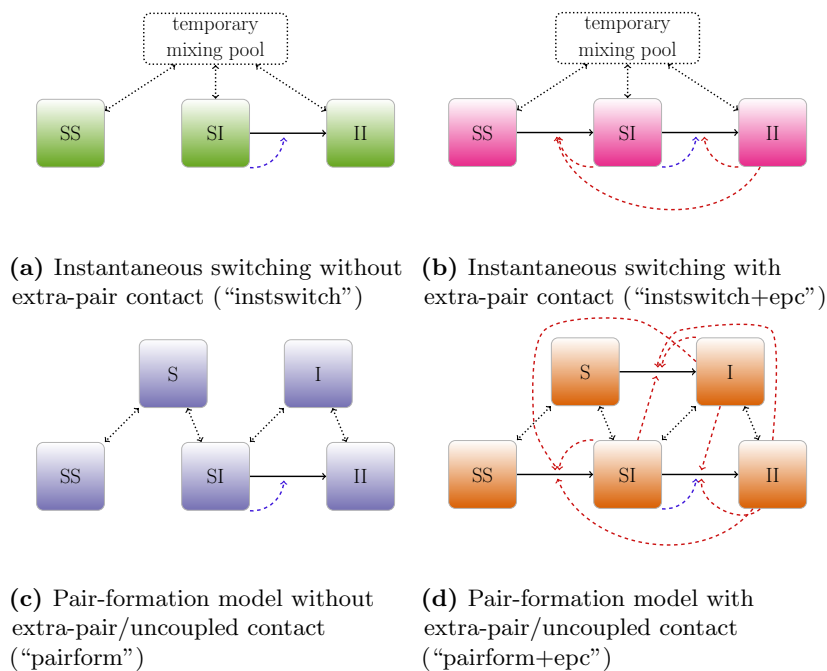 temporary
mixing pool
SS
SI
II
temporary
mixing pool
SS
SI
II
(a) Instantaneous switching without
extra-pair contact (“instswitch”)
(b) Instantaneous switching with
extra-pair contact (“instswitch+epc”)
S
I
SS
SI
II
S
I
SS
SI
II
(c) Pair-formation model without
extra-pair/uncoupled contact
(“pairform”)
(d) Pair-formation model with
extra-pair/uncoupled contact
(“pairform+epc”)